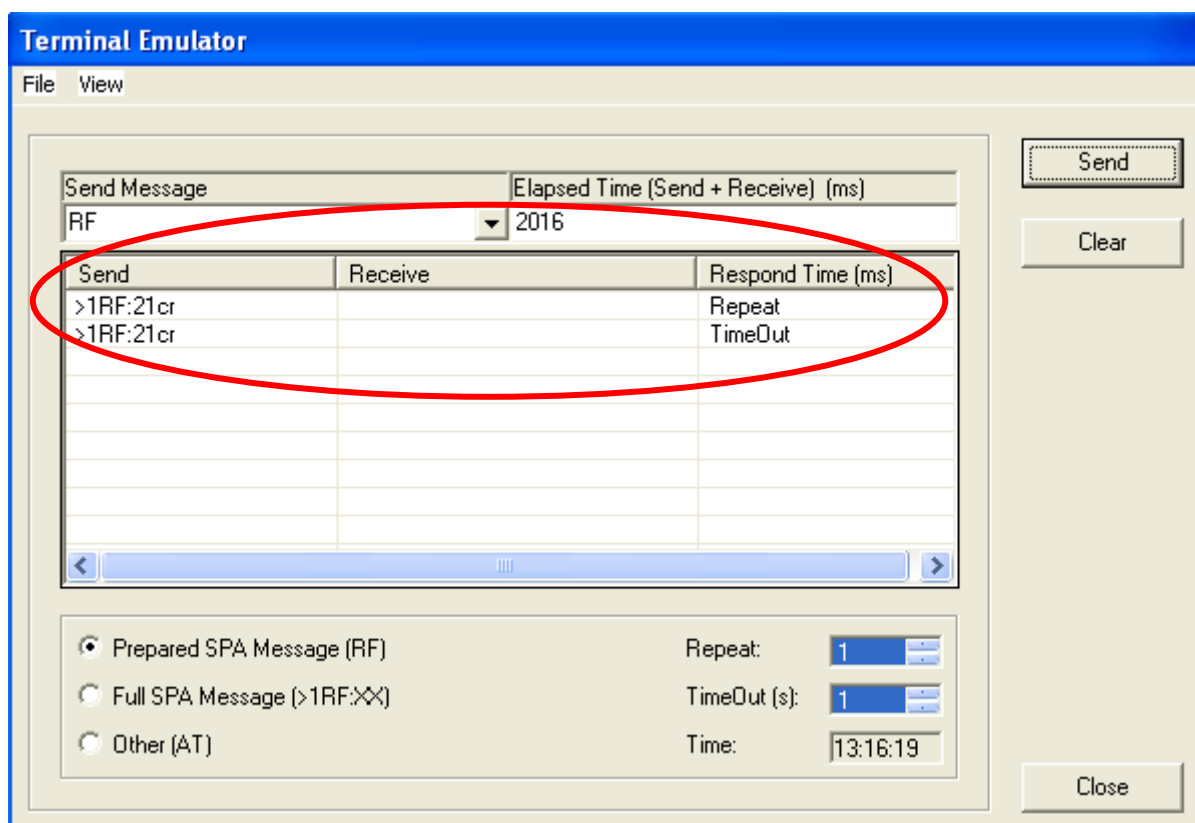 Terminal Emulator
File View
Send
Send Message Elapsed Time (Send + Receive) (ms)
RF 2016
Clear
Send Receive Respond Time (ms)
>1RF:21cr Repeat
>1RF:21cr TimeOut
Prepared SPA Message (RF) Repeat: 1
Full SPA Message (>1RF:XX) TimeOut (s): 1
Other (AT) Time: 13:16:19
Close